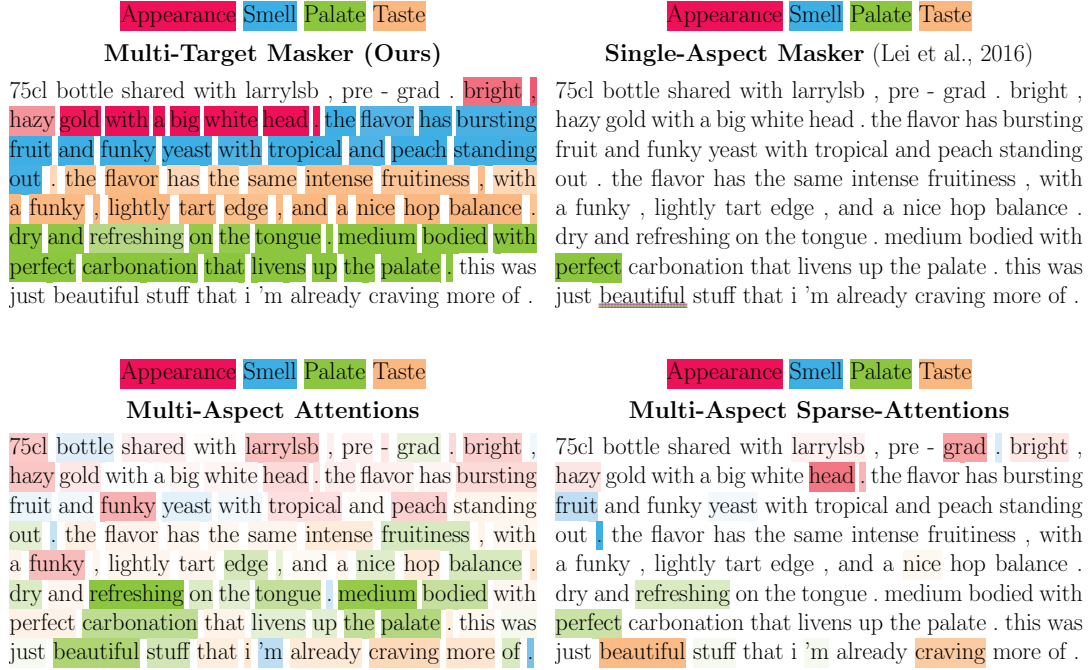 Appearance Smell Palate Taste
Multi-Target Masker (Ours)
75cl bottle shared with larrylsb , pre - grad . bright ,
hazy gold with a big white head . the flavor has bursting
fruit and funky yeast with tropical and peach standing
out . the flavor has the same intense fruitiness , with
a funky , lightly tart edge , and a nice hop balance .
dry and refreshing on the tongue . medium bodied with
perfect carbonation that livens up the palate . this was
just beautiful stuff that i 'm already craving more of .
Appearance Smell Palate Taste
Single-Aspect Masker (Lei et al., 2016)
75cl bottle shared with larrylsb , pre - grad . bright ,
hazy gold with a big white head . the flavor has bursting
fruit and funky yeast with tropical and peach standing
out . the flavor has the same intense fruitiness , with
a funky , lightly tart edge , and a nice hop balance .
dry and refreshing on the tongue . medium bodied with
perfect carbonation that livens up the palate . this was
just beautiful stuff that i 'm already craving more of .
Appearance Smell Palate Taste
Multi-Aspect Attentions
75cl bottle shared with larrylsb , pre - grad . bright ,
hazy gold with a big white head . the flavor has bursting
fruit and funky yeast with tropical and peach standing
out . the flavor has the same intense fruitiness , with
a funky , lightly tart edge , and a nice hop balance .
dry and refreshing on the tongue . medium bodied with
perfect carbonation that livens up the palate . this was
just beautiful stuff that i 'm already craving more of .
Appearance Smell Palate Taste
Multi-Aspect Sparse-Attentions
75cl bottle shared with larrylsb , pre - grad . bright ,
hazy gold with a big white head . the flavor has bursting
fruit and funky yeast with tropical and peach standing
out . the flavor has the same intense fruitiness , with
a funky , lightly tart edge , and a nice hop balance .
dry and refreshing on the tongue . medium bodied with
perfect carbonation that livens up the palate . this was
just beautiful stuff that i 'm already craving more of .